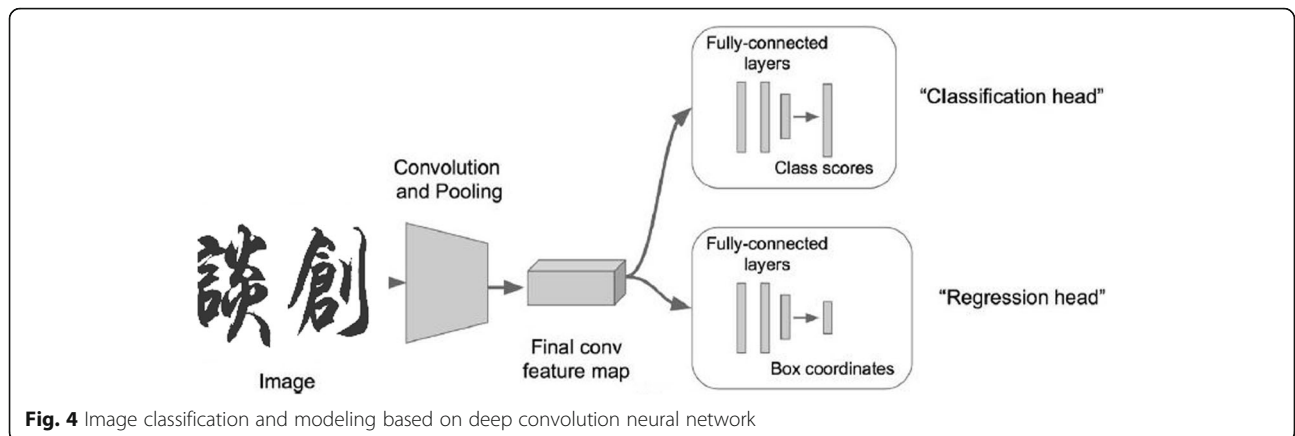 Fully-connected
layers
Class scores
“Classification head”
Convolution
and Pooling
談創
Image
Final conv
feature map
Fully-connected
layers
Box coordinates
“Regression head”
Fig. 4 Image classification and modeling based on deep convolution neural network